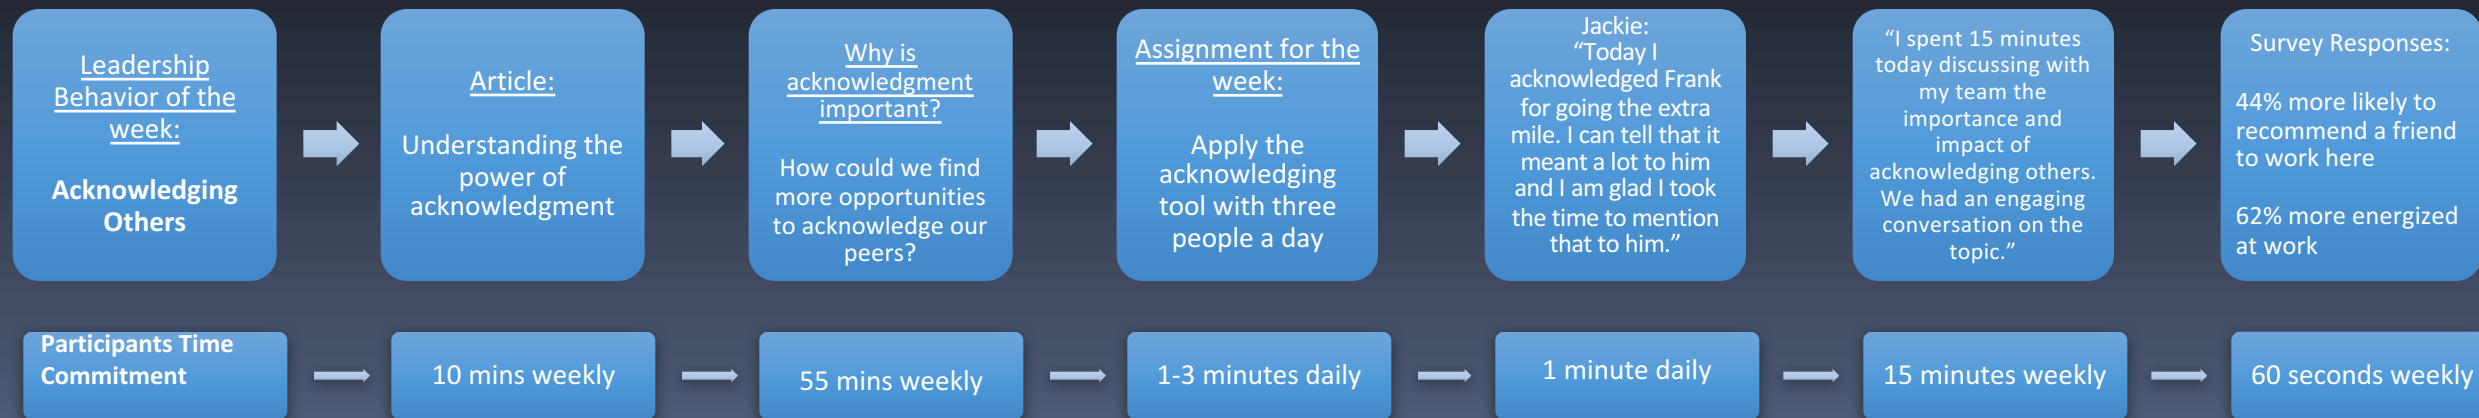 Leadership
Behavior of the
week:
Acknowledging
Others
Article:
Understanding the
power of
acknowledgment
Why is
acknowledgment
important?
How could we find
more opportunities
to acknowledge our
peers?
Assignment for the
week:
Apply the
acknowledging
tool with three
people a day
Jackie:
“Today I
acknowledged Frank
for going the extra
mile. I can tell that it
meant a lot to him
and I am glad I took
the time to mention
that to him.”
“I spent 15 minutes
today discussing with
my team the
importance and
impact of
acknowledging others.
We had an engaging
conversation on the
topic.”
Survey Responses:
44% more likely to
recommend a friend
to work here
62% more energized
at work
Participants Time
Commitment
10 mins weekly
55 mins weekly
1-3 minutes daily
1 minute daily
15 minutes weekly
60 seconds weekly